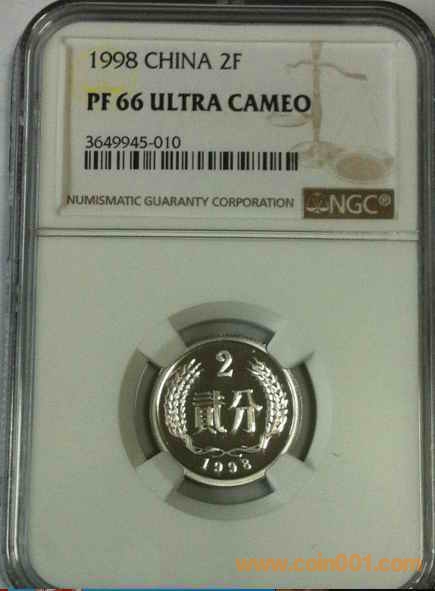 1998 CHINA 2F
PF 66 ULTRA CAMEO
3649945-010
NUMISMATIC GUARANTY CORPORATION NGC®
2
貳分
1998
www.coin001.com